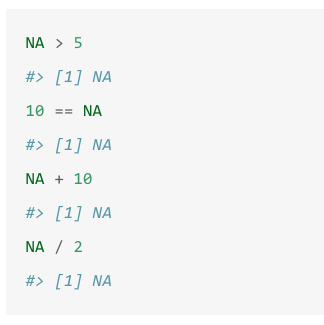 NA > 5
#> [1] NA
10 == NA
#> [1] NA
NA + 10
#> [1] NA
NA / 2
#> [1] NA